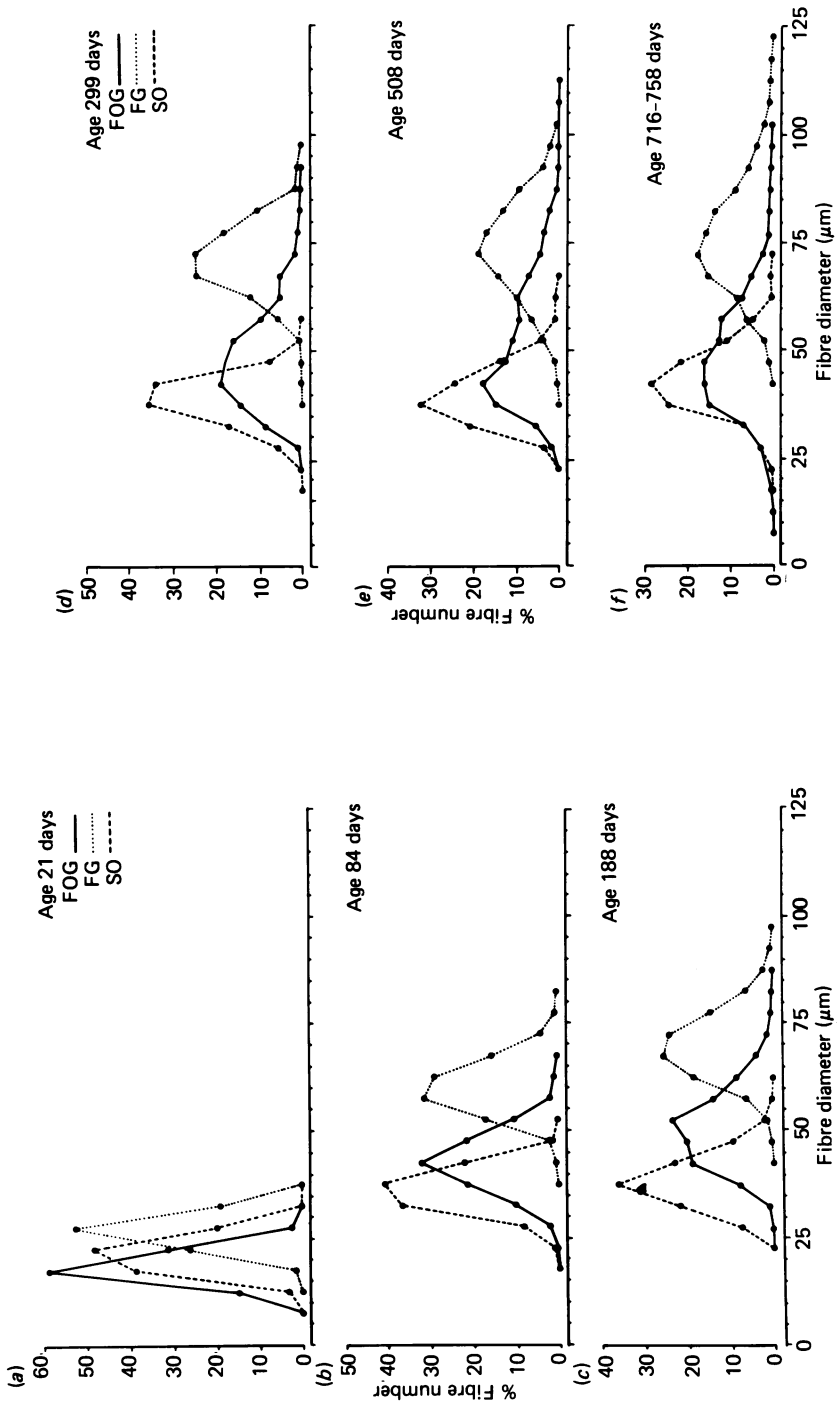 (a)
Age 21 days
FOG
FG
SO
60
50
40
30
20
10
0
(b)
Age 84 days
50
40
30
20
10
0
% Fibre number
(c)
Age 188 days
40
30
20
10
0
0
25
50
75
100
125
Fibre diameter (μm)
(d)
Age 299 days
FOG
FG
SO
50
40
30
20
10
0
(e)
Age 508 days
40
30
20
10
0
% Fibre number
(f)
Age 716–758 days
30
20
10
0
0
25
50
75
100
125
Fibre diameter (μm)